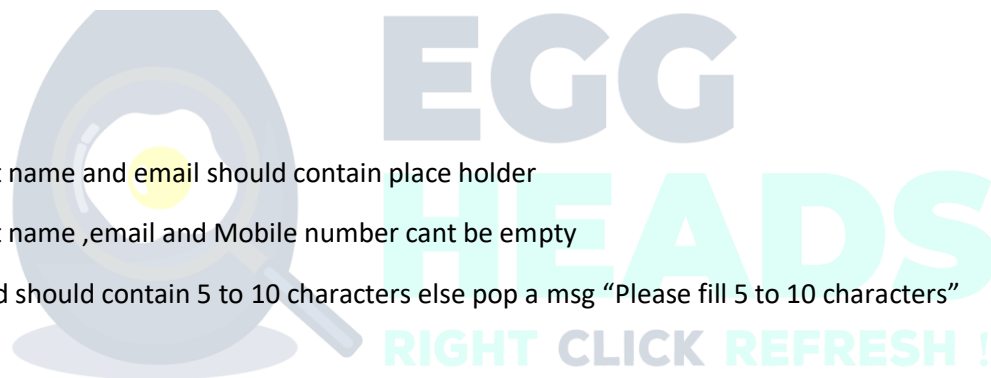 EGG
HEADS
t name and email should contain place holder
t name ,email and Mobile number cant be empty
d should contain 5 to 10 characters else pop a msg “Please fill 5 to 10 characters”
RIGHT CLICK REFRESH !